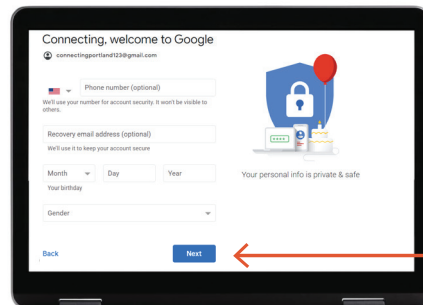 Connecting, welcome to Google
connectingportland123@gmail.com
Phone number (optional)
We'll use your number for account security. It won't be visible to
others.
Recovery email address (optional)
We'll use it to keep your account secure
Month Day Year
Your birthday
Your personal info is private & safe
Gender
Back Next